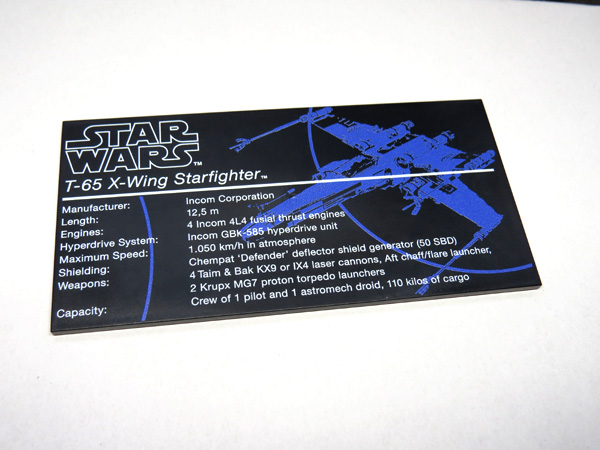 STAR
WARS™
T-65 X-Wing Starfighter™
Manufacturer: Incom Corporation
Length: 12,5 m
Engines: 4 Incom 4L4 fusial thrust engines
Hyperdrive System: Incom GBK-585 hyperdrive unit
Maximum Speed: 1.050 km/h in atmosphere
Shielding: Chempat 'Defender' deflector shield generator (50 SBD)
Weapons: 4 Taim & Bak KX9 or IX4 laser cannons, Aft chaff/flare launcher,
2 Krupx MG7 proton torpedo launchers
Capacity: Crew of 1 pilot and 1 astromech droid, 110 kilos of cargo